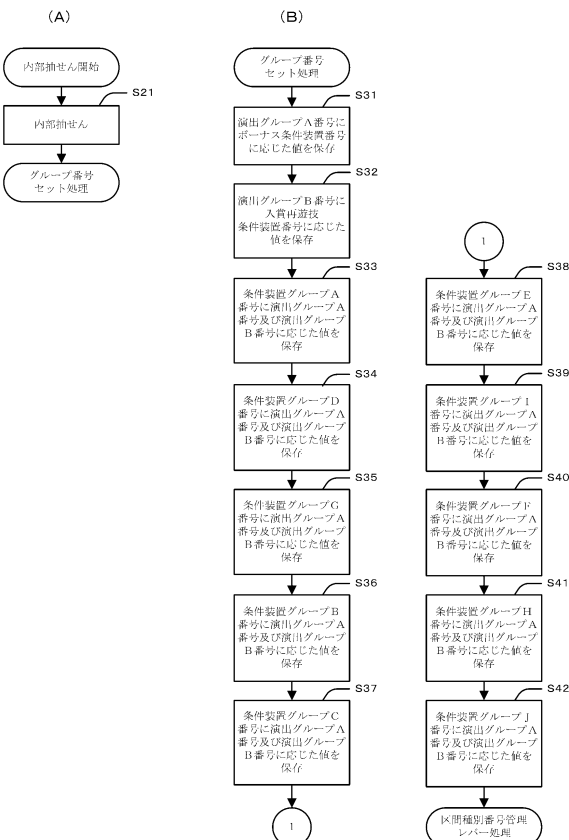 (A)
内部抽せん開始
S21
内部抽せん
グループ番号
セット処理
(B)
グループ番号
セット処理
S31
演出グループA番号に
ボーナス条件装置番号
に応じた値を保存
S32
演出グループB番号に
入賞再遊技
条件装置番号に応じた
値を保存
S33
条件装置グループA
番号に演出グループA
番号及び演出グループ
B番号に応じた値を
保存
S34
条件装置グループD
番号に演出グループA
番号及び演出グループ
B番号に応じた値を
保存
S35
条件装置グループG
番号に演出グループA
番号及び演出グループ
B番号に応じた値を
保存
S36
条件装置グループB
番号に演出グループA
番号及び演出グループ
B番号に応じた値を
保存
S37
条件装置グループC
番号に演出グループA
番号及び演出グループ
B番号に応じた値を
保存
1
1
S38
条件装置グループE
番号に演出グループA
番号及び演出グループ
B番号に応じた値を
保存
S39
条件装置グループI
番号に演出グループA
番号及び演出グループ
B番号に応じた値を
保存
S40
条件装置グループF
番号に演出グループA
番号及び演出グループ
B番号に応じた値を
保存
S41
条件装置グループH
番号に演出グループA
番号及び演出グループ
B番号に応じた値を
保存
S42
条件装置グループJ
番号に演出グループA
番号及び演出グループ
B番号に応じた値を
保存
区間種別番号管理
レバー処理